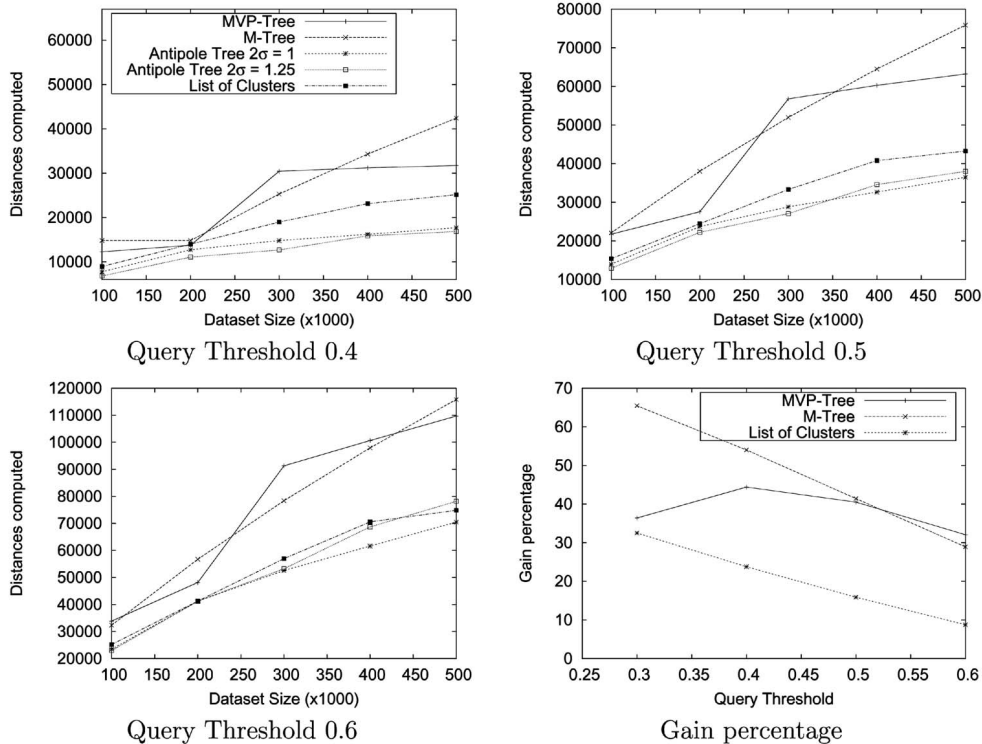 60000
50000
40000
30000
20000
10000
Distances computed
MVP-Tree
M-Tree
Antipole Tree 2σ = 1
Antipole Tree 2σ = 1.25
List of Clusters
100 150 200 250 300 350 400 450 500
Dataset Size (x1000)
Query Threshold 0.4
80000
70000
60000
50000
40000
30000
20000
10000
Distances computed
100 150 200 250 300 350 400 450 500
Dataset Size (x1000)
Query Threshold 0.5
120000
110000
100000
90000
80000
70000
60000
50000
40000
30000
20000
Distances computed
100 150 200 250 300 350 400 450 500
Dataset Size (x1000)
Query Threshold 0.6
70
60
50
40
30
20
10
0
Gain percentage
MVP-Tree
M-Tree
List of Clusters
0.25 0.3 0.35 0.4 0.45 0.5 0.55 0.6
Query Threshold
Gain percentage